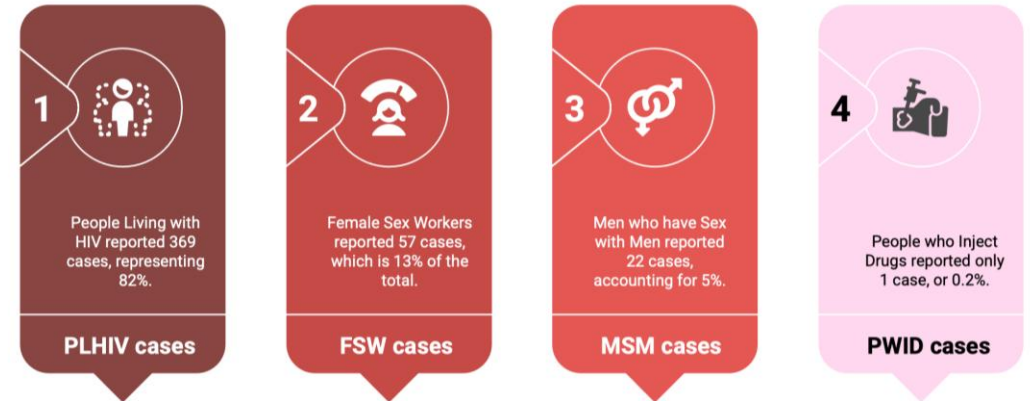 1
People Living with
HIV reported 369
cases, representing
82%.
PLHIV cases
2
Female Sex Workers
reported 57 cases,
which is 13% of the
total.
FSW cases
3
Men who have Sex
with Men reported
22 cases,
accounting for 5%.
MSM cases
4
People who Inject
Drugs reported only
1 case, or 0.2%.
PWID cases